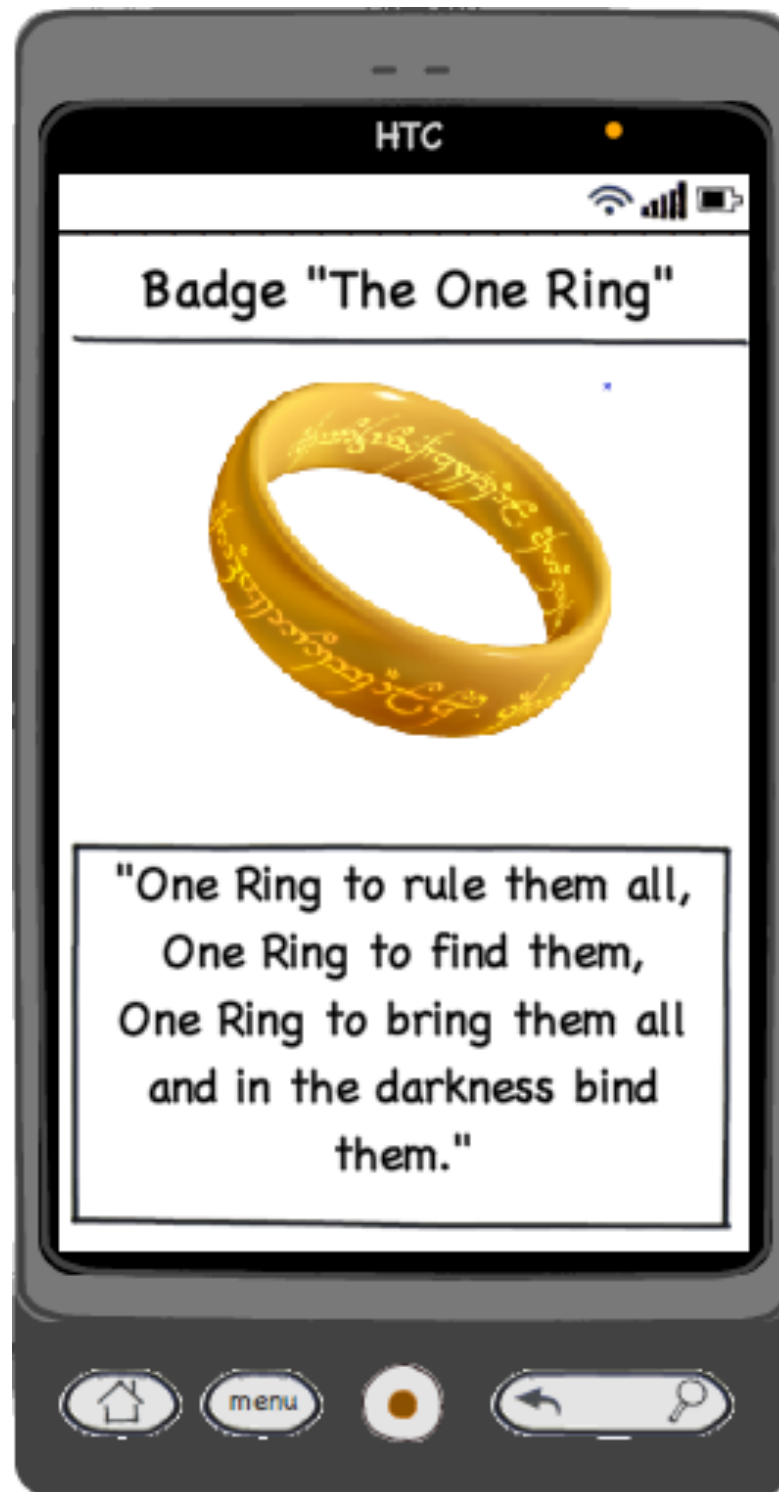 HTC
Badge "The One Ring"
"One Ring to rule them all,
One Ring to find them,
One Ring to bring them all
and in the darkness bind
them."
menu